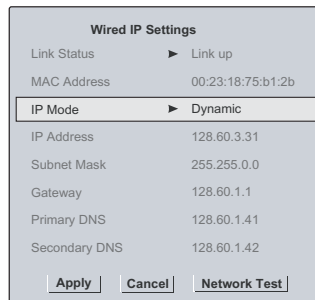 Wired IP Settings
Link Status ► Link up
MAC Address 00:23:18:75:b1:2b
IP Mode ► Dynamic
IP Address 128.60.3.31
Subnet Mask 255.255.0.0
Gateway 128.60.1.1
Primary DNS 128.60.1.41
Secondary DNS 128.60.1.42
Apply Cancel Network Test